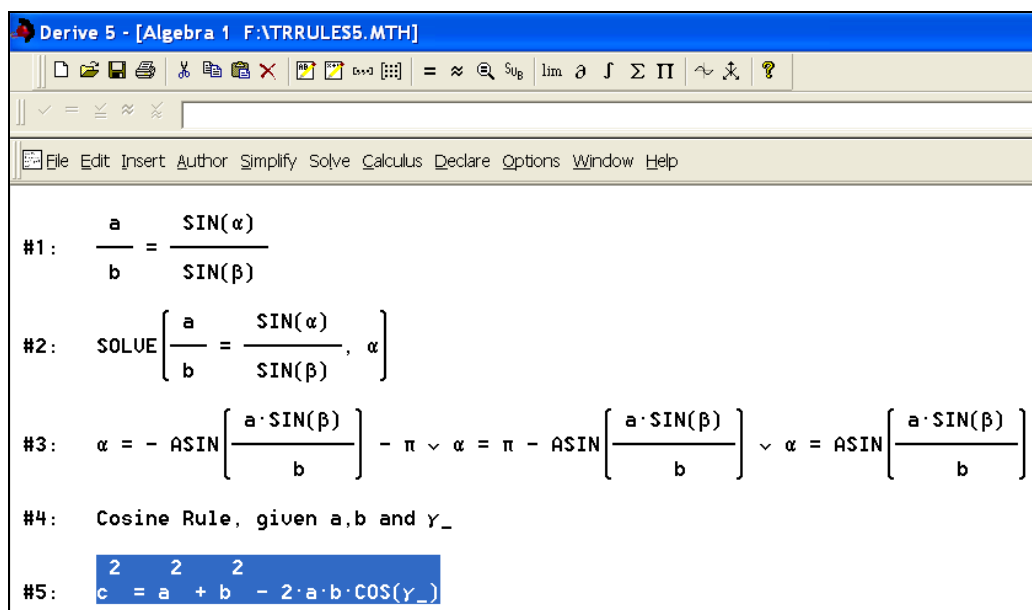 Derive 5 - [Algebra 1 F:\TRRULES5.MTH]
= ≈ SUB lim ∂ ∫ Σ Π ?
✓ = ≚ ≈
File Edit Insert Author Simplify Solve Calculus Declare Options Window Help
#1: a/b = SIN(α)/SIN(β)
#2: SOLVE[a/b = SIN(α)/SIN(β), α]
#3: α = - ASIN[a·SIN(β)/b] - π ∨ α = π - ASIN[a·SIN(β)/b] ∨ α = ASIN[a·SIN(β)/b]
#4: Cosine Rule, given a,b and γ_
#5: c² = a² + b² - 2·a·b·COS(γ_)